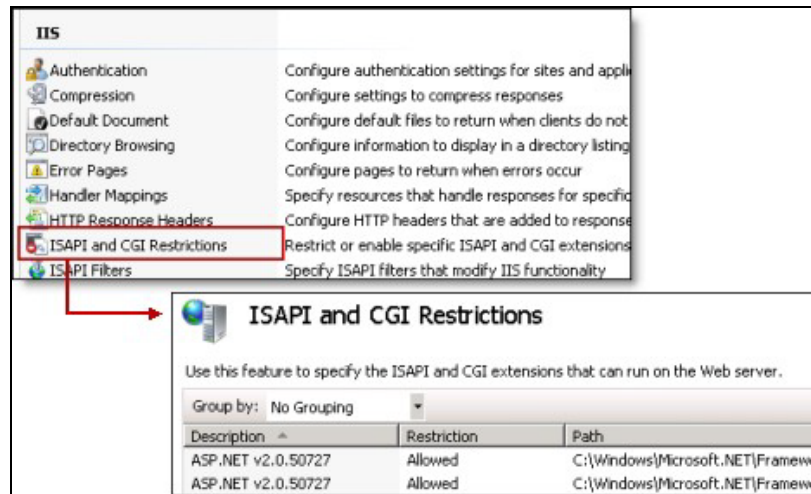 IIS
Authentication Configure authentication settings for sites and appli
Compression Configure settings to compress responses
Default Document Configure default files to return when clients do not
Directory Browsing Configure information to display in a directory listing
Error Pages Configure pages to return when errors occur
Handler Mappings Specify resources that handle responses for specific
HTTP Response Headers Configure HTTP headers that are added to response
ISAPI and CGI Restrictions Restrict or enable specific ISAPI and CGI extensions
ISAPI Filters Specify ISAPI filters that modify IIS functionality
ISAPI and CGI Restrictions
Use this feature to specify the ISAPI and CGI extensions that can run on the Web server.
Group by: No Grouping
Description Restriction Path
ASP.NET v2.0.50727 Allowed C:\Windows\Microsoft.NET\Framew
ASP.NET v2.0.50727 Allowed C:\Windows\Microsoft.NET\Framew